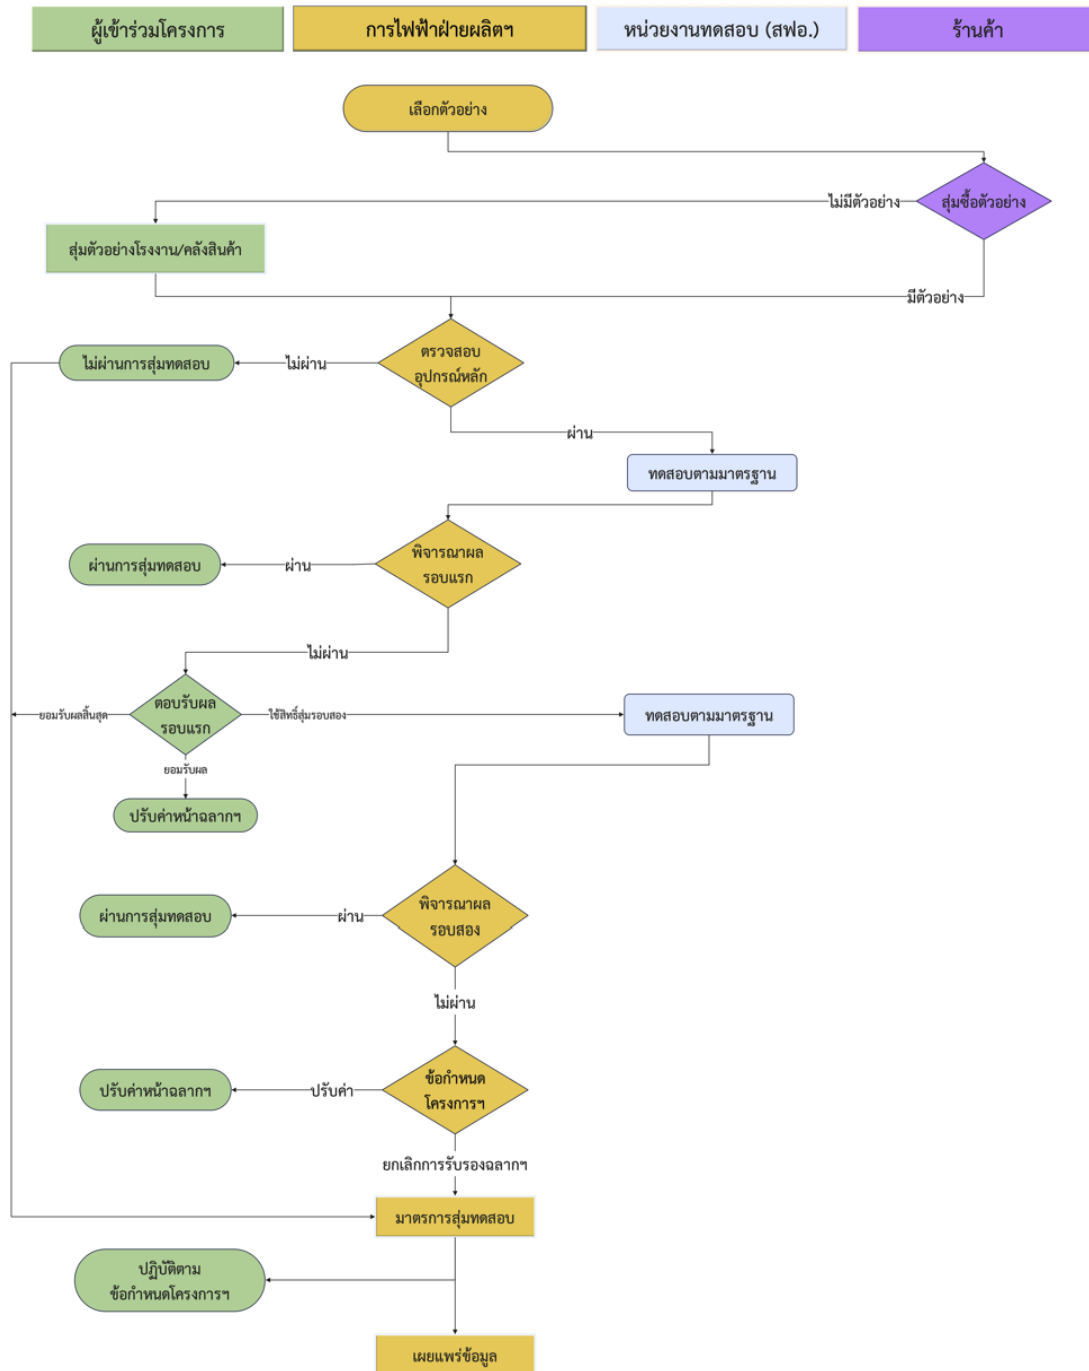 ผู้เข้าร่วมโครงการ
การไฟฟ้าฝ่ายผลิตฯ
หน่วยงานทดสอบ (สฟอ.)
ร้านค้า
เลือกตัวอย่าง
สุ่มซื้อตัวอย่าง
ไม่มีตัวอย่าง
สุ่มตัวอย่างโรงงาน/คลังสินค้า
มีตัวอย่าง
ตรวจสอบ
อุปกรณ์หลัก
ไม่ผ่าน
ไม่ผ่านการสุ่มทดสอบ
ผ่าน
ทดสอบตามมาตรฐาน
พิจารณาผล
รอบแรก
ผ่าน
ผ่านการสุ่มทดสอบ
ไม่ผ่าน
ตอบรับผล
รอบแรก
ยอมรับผลสิ้นสุด
ใช้สิทธิ์สุ่มรอบสอง
ทดสอบตามมาตรฐาน
ยอมรับผล
ปรับค่าหน้าฉลากฯ
พิจารณาผล
รอบสอง
ผ่าน
ผ่านการสุ่มทดสอบ
ไม่ผ่าน
ข้อกำหนด
โครงการฯ
ปรับค่า
ปรับค่าหน้าฉลากฯ
ยกเลิกการรับรองฉลากฯ
มาตรการสุ่มทดสอบ
ปฏิบัติตาม
ข้อกำหนดโครงการฯ
เผยแพร่ข้อมูล